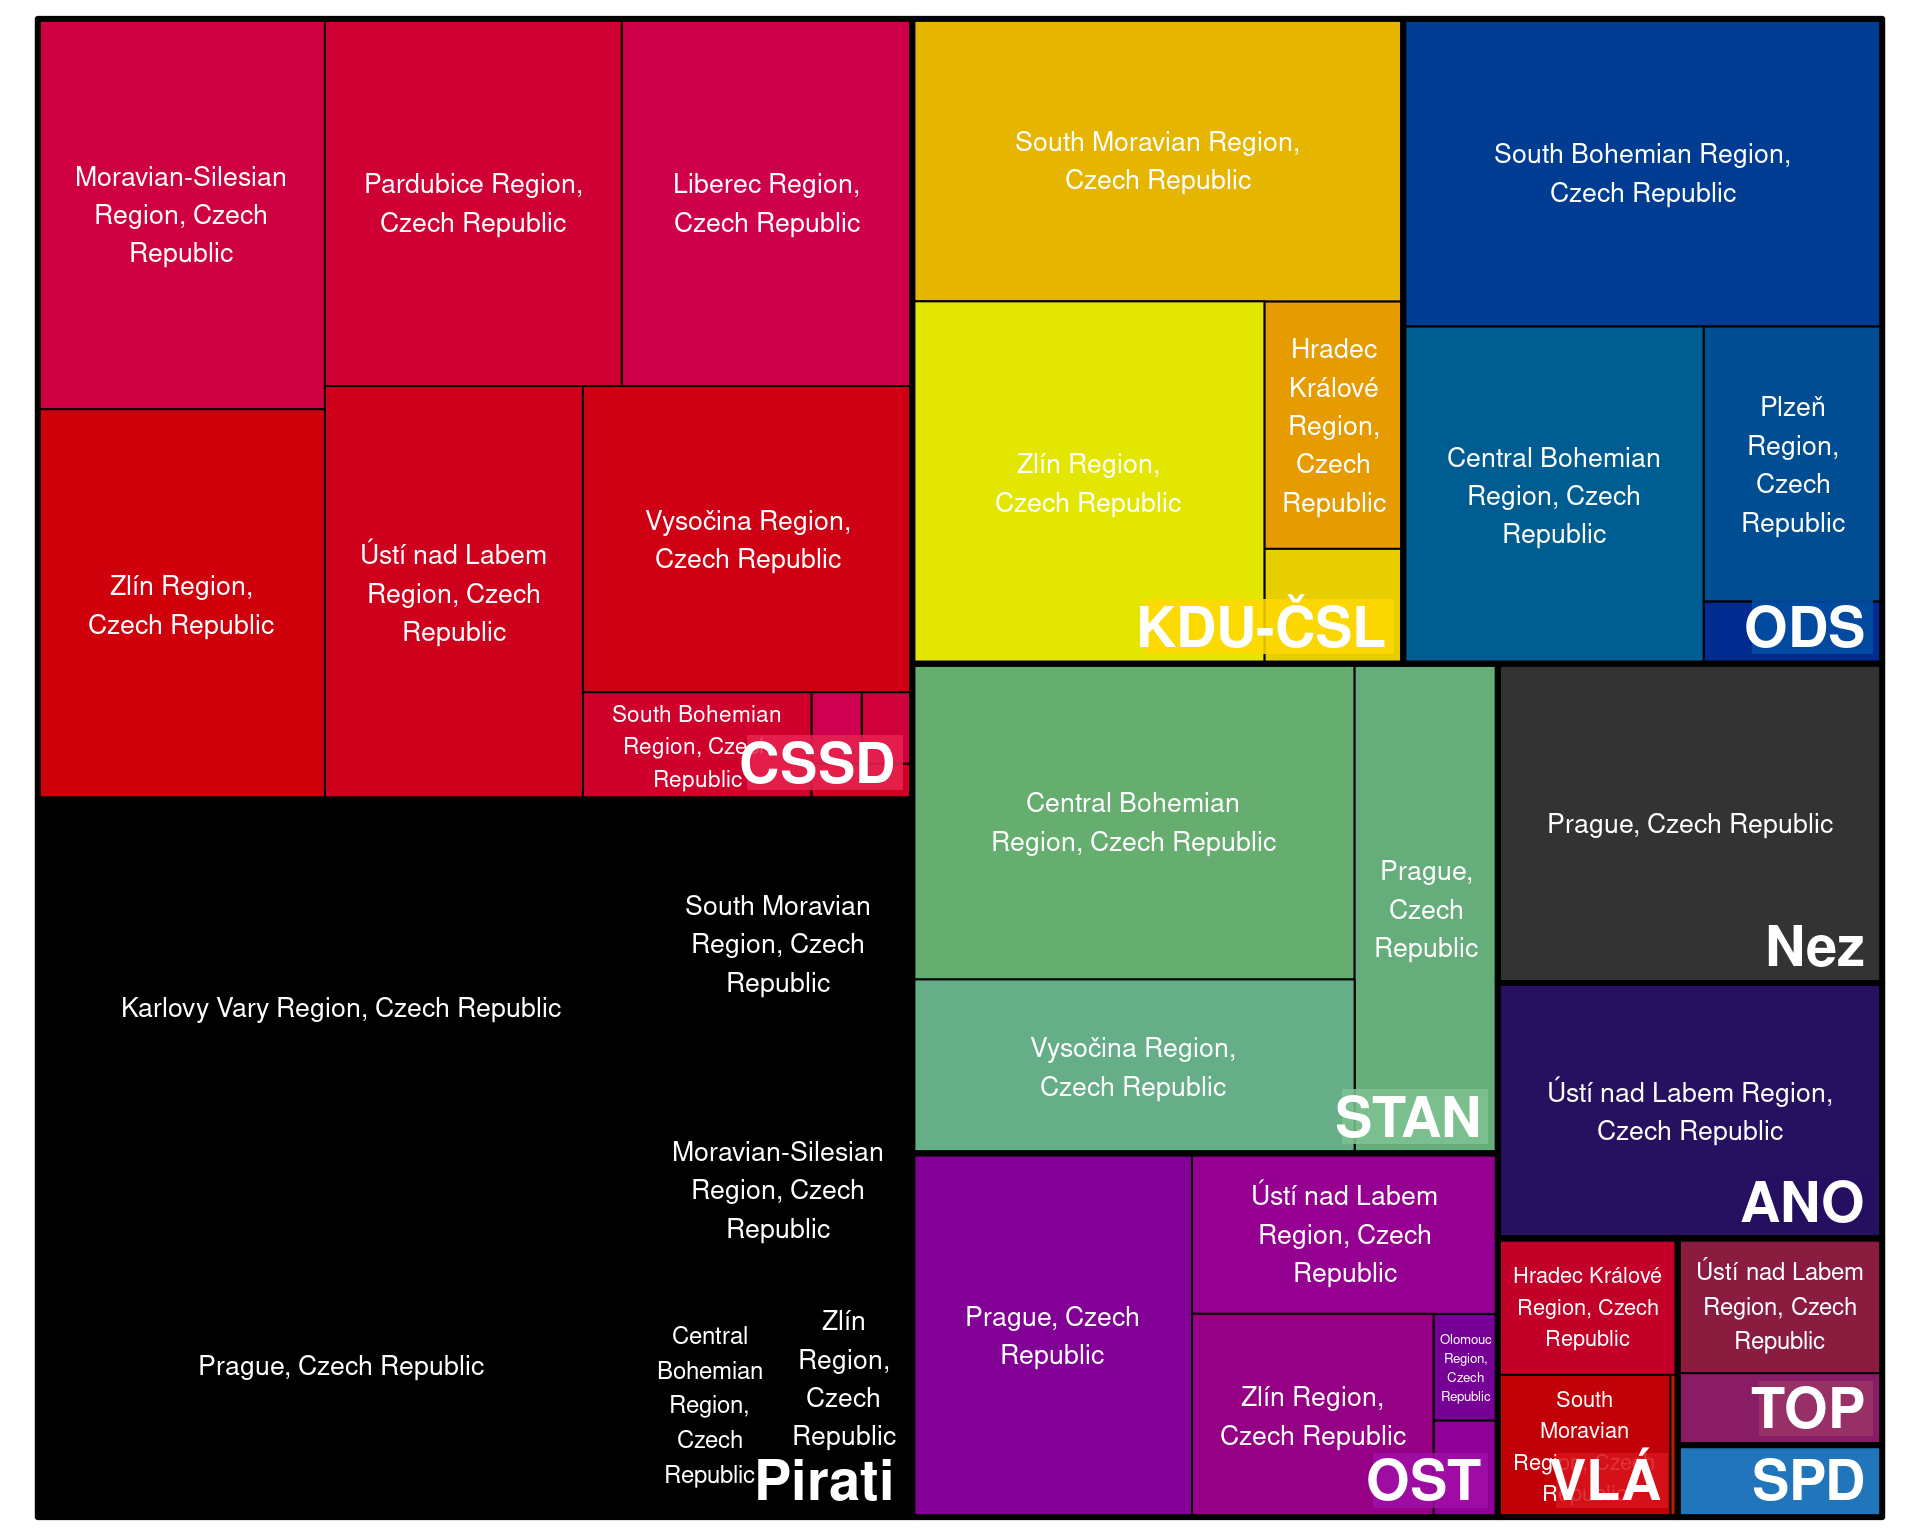 Moravian-Silesian
Region, Czech
Republic
Pardubice Region,
Czech Republic
Liberec Region,
Czech Republic
Zlín Region,
Czech Republic
Ústí nad Labem
Region, Czech
Republic
Vysočina Region,
Czech Republic
South Bohemian
Region, Czech
Republic
CSSD
South Moravian Region,
Czech Republic
Zlín Region,
Czech Republic
Hradec
Králové
Region,
Czech
Republic
KDU-ČSL
South Bohemian Region,
Czech Republic
Central Bohemian
Region, Czech
Republic
Plzeň
Region,
Czech
Republic
ODS
Karlovy Vary Region, Czech Republic
South Moravian
Region, Czech
Republic
Moravian-Silesian
Region, Czech
Republic
Prague, Czech Republic
Central
Bohemian
Region,
Czech
Republic
Zlín
Region,
Czech
Republic
Pirati
Central Bohemian
Region, Czech Republic
Prague,
Czech
Republic
Vysočina Region,
Czech Republic
STAN
Prague, Czech Republic
Nez
Ústí nad Labem Region,
Czech Republic
ANO
Prague, Czech
Republic
Ústí nad Labem
Region, Czech
Republic
Zlín Region,
Czech Republic
Olomouc
Region,
Czech
Republic
OST
Hradec Králové
Region, Czech
Republic
South
Moravian
Region, Czech
Republic
VLÁ
Ústí nad Labem
Region, Czech
Republic
TOP
SPD